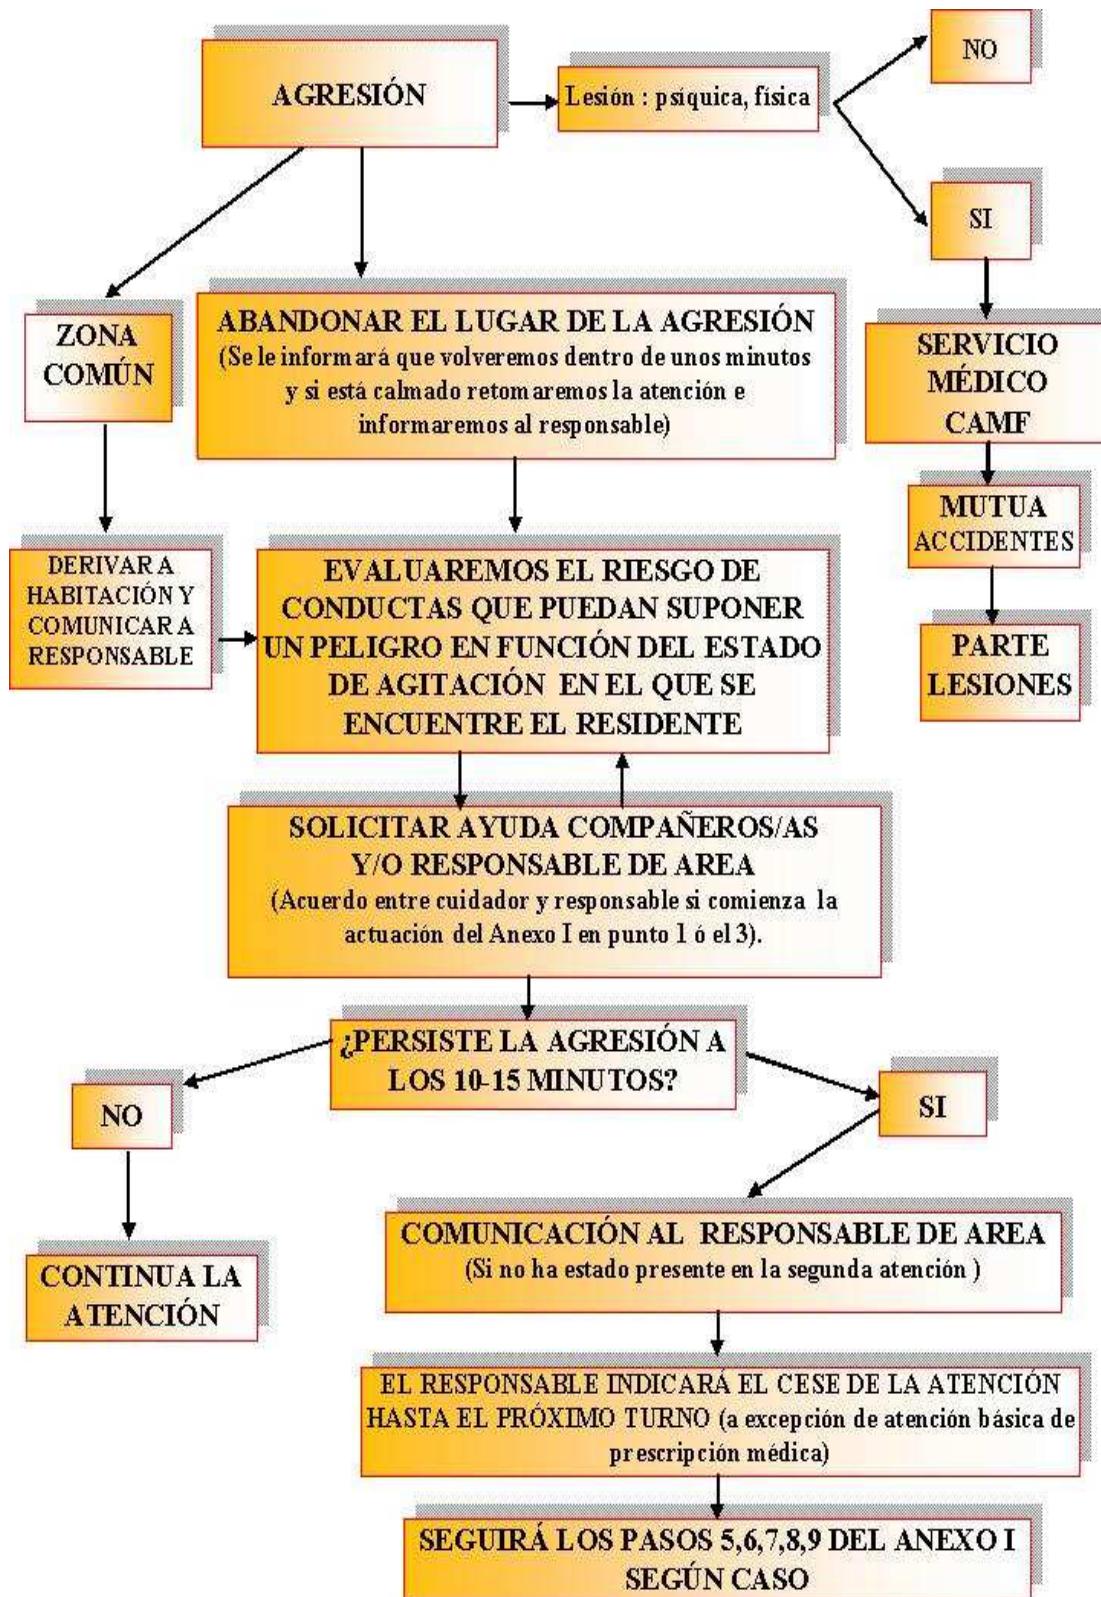 NO
AGRESIÓN
Lesión : psíquica, física
SI
ZONA
COMÚN
ABANDONAR EL LUGAR DE LA AGRESIÓN
(Se le informará que volveremos dentro de unos minutos
y si está calmado retomaremos la atención e
informaremos al responsable)
SERVICIO
MÉDICO
CAMF
MUTUA
ACCIDENTES
DERIVAR A
HABITACIÓN Y
COMUNICAR A
RESPONSABLE
EVALUAREMOS EL RIESGO DE
CONDUCTAS QUE PUEDAN SUPONER
UN PELIGRO EN FUNCIÓN DEL ESTADO
DE AGITACIÓN EN EL QUE SE
ENCUENTRE EL RESIDENTE
PARTE
LESIONES
SOLICITAR AYUDA COMPAÑEROS/AS
Y/O RESPONSABLE DE AREA
(Acuerdo entre cuidador y responsable si comienza la
actuación del Anexo I en punto 1 ó el 3).
¿PERSISTE LA AGRESIÓN A
LOS 10-15 MINUTOS?
NO
SI
COMUNICACIÓN AL RESPONSABLE DE AREA
(Si no ha estado presente en la segunda atención )
CONTINUA LA
ATENCIÓN
EL RESPONSABLE INDICARÁ EL CESE DE LA ATENCIÓN
HASTA EL PRÓXIMO TURNO (a excepción de atención básica de
prescripción médica)
SEGUIRÁ LOS PASOS 5,6,7,8,9 DEL ANEXO I
SEGÚN CASO